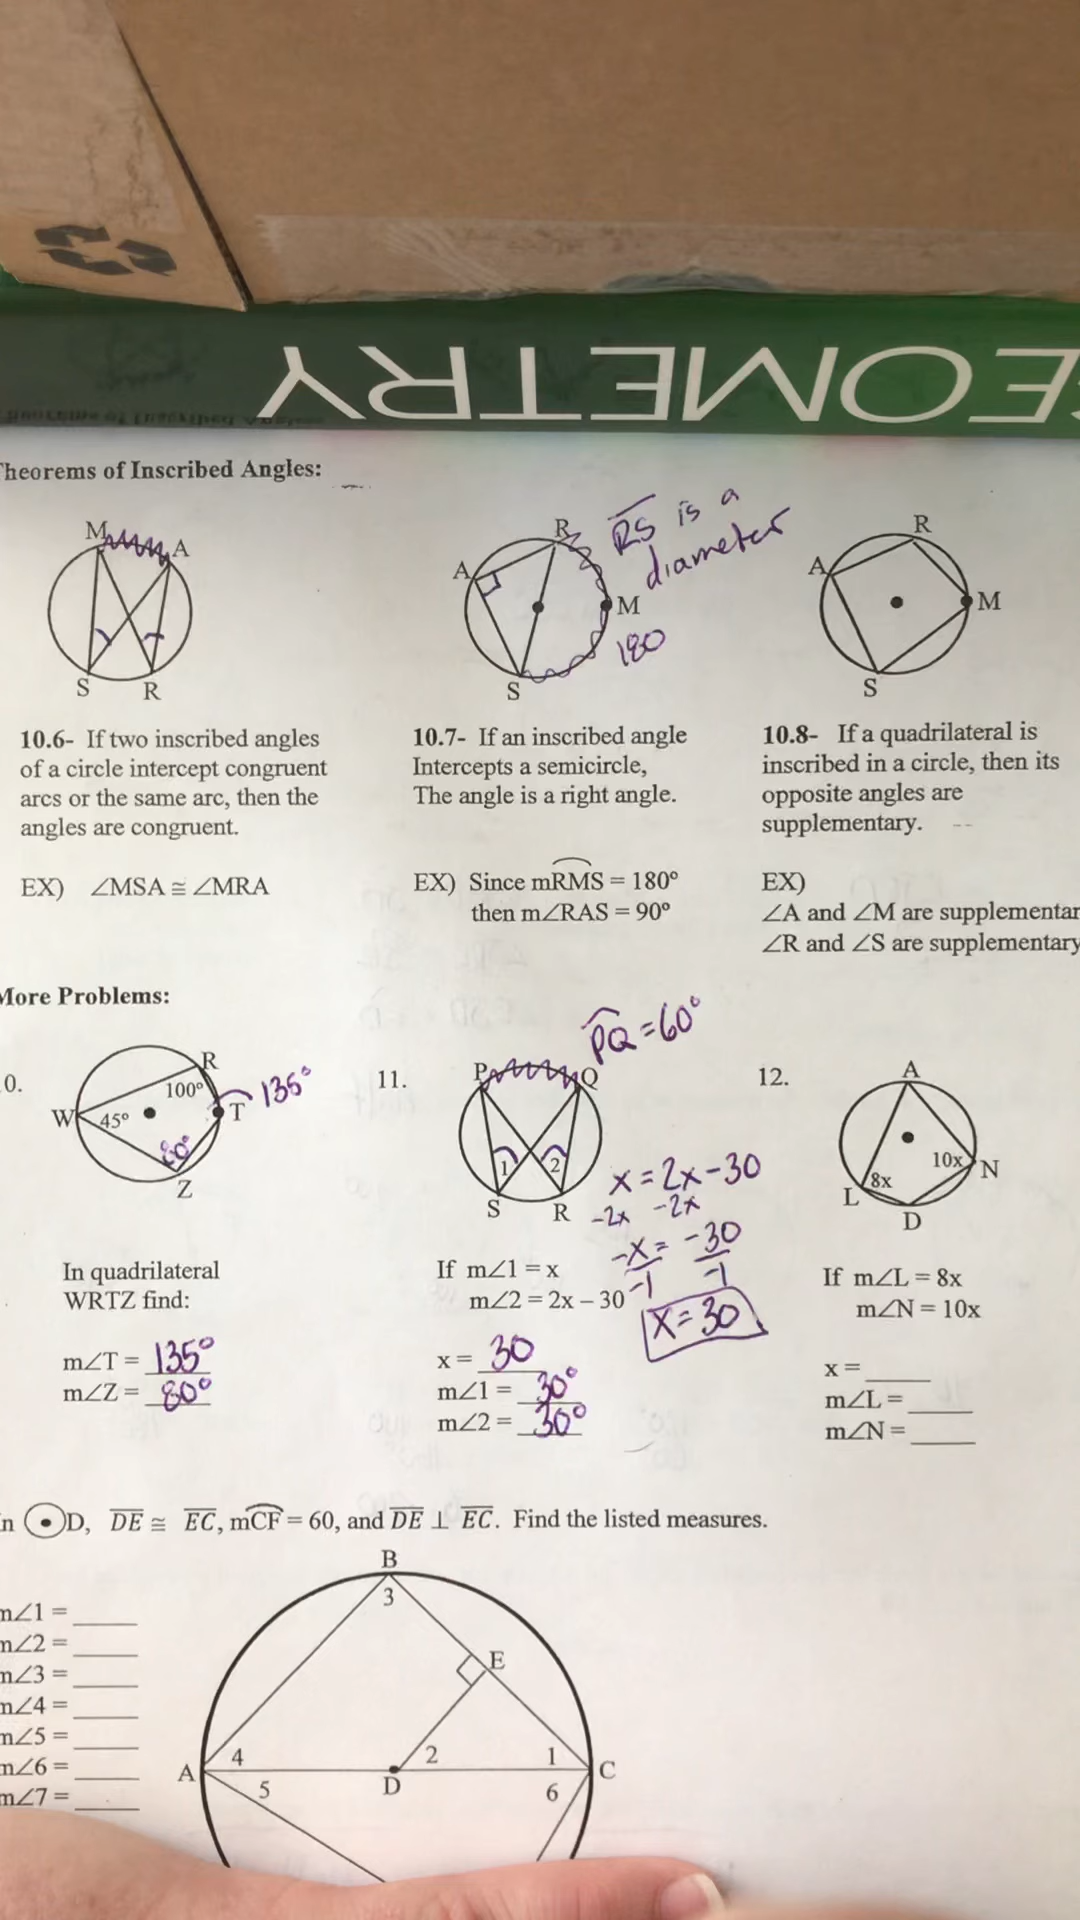 GEOMETRY
Theorems of Inscribed Angles:
M A S R
A R M S
RS is a
diameter
180
A R M S
10.6- If two inscribed angles
of a circle intercept congruent
arcs or the same arc, then the
angles are congruent.
EX) ∠MSA ≅ ∠MRA
10.7- If an inscribed angle
Intercepts a semicircle,
The angle is a right angle.
EX) Since mRMS = 180°
then m∠RAS = 90°
10.8- If a quadrilateral is
inscribed in a circle, then its
opposite angles are
supplementary.
EX)
∠A and ∠M are supplementar
∠R and ∠S are supplementary
More Problems:
0.
R
100°
135°
W 45° T
80°
Z
In quadrilateral
WRTZ find:
m∠T = 135°
m∠Z = 80°
11.
PQ = 60°
P Q
1 2
S R
x = 2x - 30
-2x -2x
-x = -30
-1 -1
x = 30
If m∠1 = x
m∠2 = 2x – 30
x = 30
m∠1 = 30°
m∠2 = 30°
12.
A
10x N
L 8x
D
If m∠L = 8x
m∠N = 10x
x =
m∠L =
m∠N =
In D, DE ≅ EC, mCF = 60, and DE ⊥ EC. Find the listed measures.
m∠1 =
m∠2 =
m∠3 =
m∠4 =
m∠5 =
m∠6 =
m∠7 =
B
3
E
4 2 1
A D C
5 6